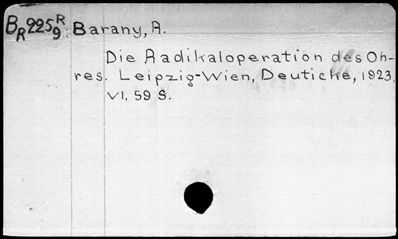 BR225R9 Barany, R.
Die Radikaloperation des Oh-
res. Leipzig-Wien, Deuticke, 1923.
VI, 59 S.